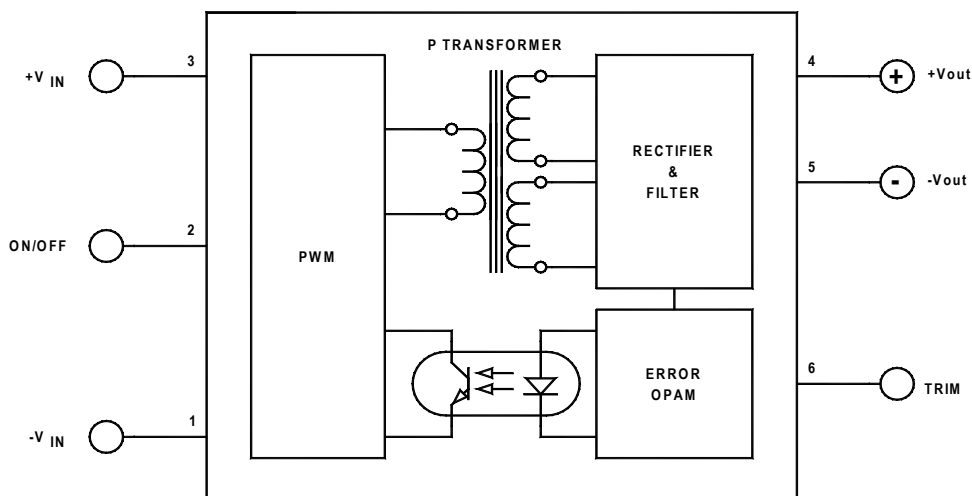 P TRANSFORMER
+V IN
3
ON/OFF
2
-V IN
1
PWM
RECTIFIER
&
FILTER
ERROR
OPAM
4
+
+Vout
5
-
-Vout
6
TRIM